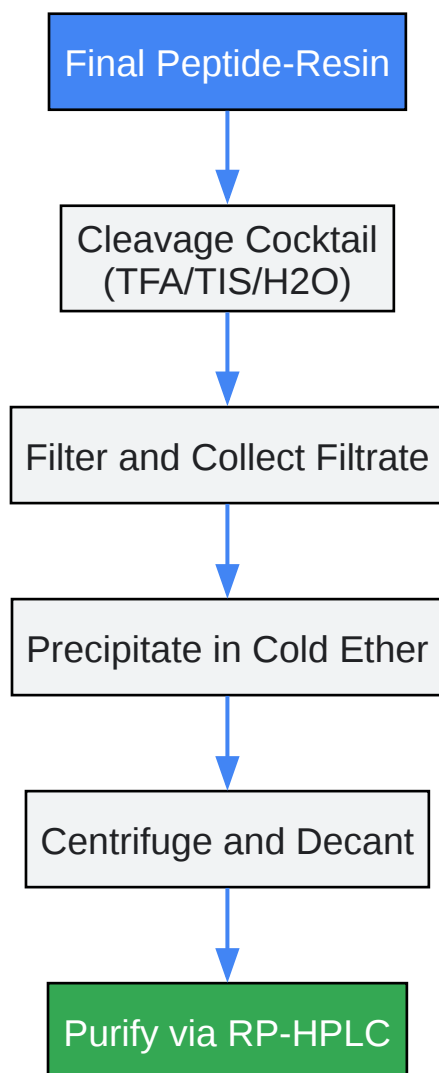 Final Peptide-Resin
Cleavage Cocktail
(TFA/TIS/H2O)
Filter and Collect Filtrate
Precipitate in Cold Ether
Centrifuge and Decant
Purify via RP-HPLC